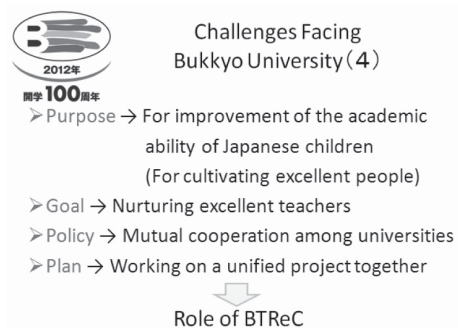 Challenges Facing
Bukkyo University(4)
2012年
開学100周年
➢Purpose → For improvement of the academic
ability of Japanese children
(For cultivating excellent people)
➢Goal → Nurturing excellent teachers
➢Policy → Mutual cooperation among universities
➢Plan → Working on a unified project together
Role of BTReC